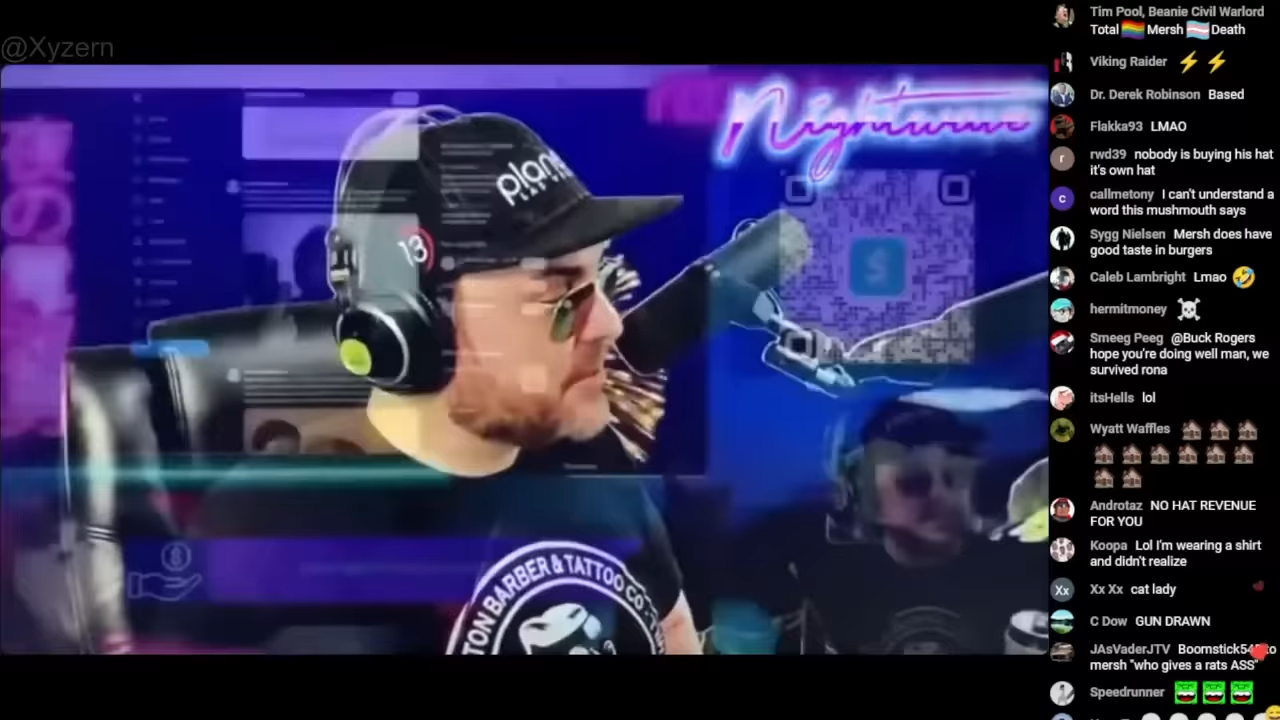 @Xyzern
Nightwave
plane
13
TON BARBER & TATTOO CO.
Tim Pool, Beanie Civil Warlord
Total 🏳️‍🌈 Mersh 🏳️‍⚧️ Death
Viking Raider ⚡ ⚡
Dr. Derek Robinson Based
Flakka93 LMAO
rwd39 nobody is buying his hat
it's own hat
callmetony I can't understand a
word this mushmouth says
Sygg Nielsen Mersh does have
good taste in burgers
Caleb Lambright Lmao 🤣
hermitmoney ☠️
Smeeg Peeg @Buck Rogers
hope you're doing well man, we
survived rona
itsHells lol
Wyatt Waffles 🏠 🏠 🏠
🏠 🏠 🏠 🏠 🏠 🏠
🏠 🏠
Androtaz NO HAT REVENUE
FOR YOU
Koopa Lol I'm wearing a shirt
and didn't realize
Xx
Xx Xx cat lady
C Dow GUN DRAWN
JAsVaderJTV
mersh "who gives a rats ASS"
Speedrunner